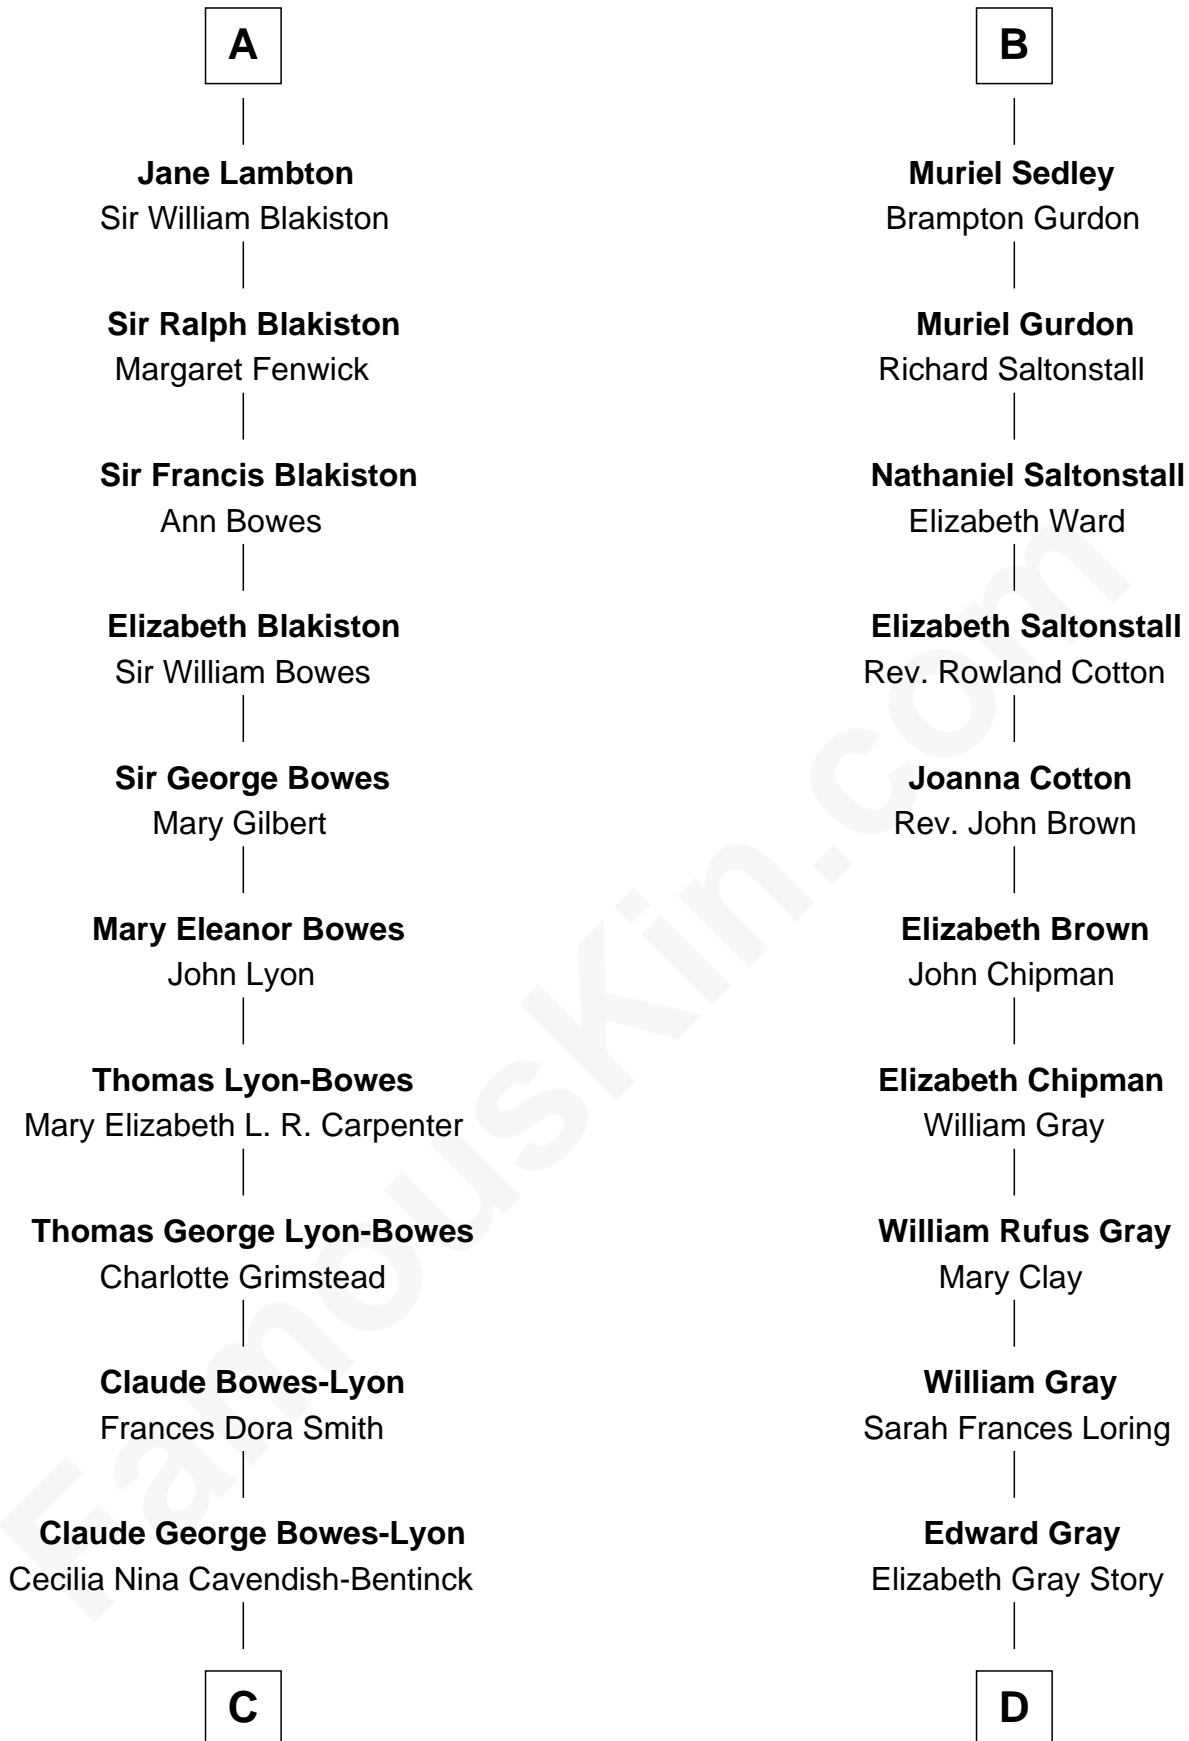 A
Jane Lambton
Sir William Blakiston
Sir Ralph Blakiston
Margaret Fenwick
Sir Francis Blakiston
Ann Bowes
Elizabeth Blakiston
Sir William Bowes
Sir George Bowes
Mary Gilbert
Mary Eleanor Bowes
John Lyon
Thomas Lyon-Bowes
Mary Elizabeth L. R. Carpenter
Thomas George Lyon-Bowes
Charlotte Grimstead
Claude Bowes-Lyon
Frances Dora Smith
Claude George Bowes-Lyon
Cecilia Nina Cavendish-Bentinck
C
B
Muriel Sedley
Brampton Gurdon
Muriel Gurdon
Richard Saltonstall
Nathaniel Saltonstall
Elizabeth Ward
Elizabeth Saltonstall
Rev. Rowland Cotton
Joanna Cotton
Rev. John Brown
Elizabeth Brown
John Chipman
Elizabeth Chipman
William Gray
William Rufus Gray
Mary Clay
William Gray
Sarah Frances Loring
Edward Gray
Elizabeth Gray Story
D
FamousKin.com